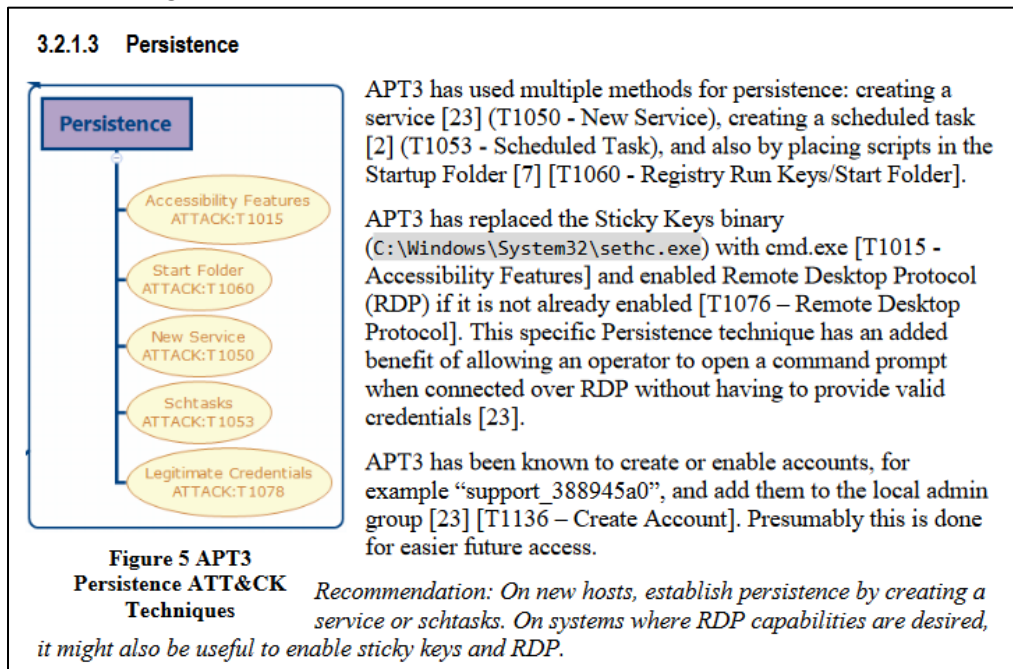 3.2.1.3 Persistence
Persistence
Accessibility Features
ATTACK:T1015
Start Folder
ATTACK:T1060
New Service
ATTACK:T1050
Schtasks
ATTACK:T1053
Legitimate Credentials
ATTACK:T1078
Figure 5 APT3
Persistence ATT&CK
Techniques
APT3 has used multiple methods for persistence: creating a
service [23] (T1050 - New Service), creating a scheduled task
[2] (T1053 - Scheduled Task), and also by placing scripts in the
Startup Folder [7] [T1060 - Registry Run Keys/Start Folder].
APT3 has replaced the Sticky Keys binary
(C:\Windows\System32\sethc.exe) with cmd.exe [T1015 -
Accessibility Features] and enabled Remote Desktop Protocol
(RDP) if it is not already enabled [T1076 – Remote Desktop
Protocol]. This specific Persistence technique has an added
benefit of allowing an operator to open a command prompt
when connected over RDP without having to provide valid
credentials [23].
APT3 has been known to create or enable accounts, for
example “support_388945a0”, and add them to the local admin
group [23] [T1136 – Create Account]. Presumably this is done
for easier future access.
Recommendation: On new hosts, establish persistence by creating a
service or schtasks. On systems where RDP capabilities are desired,
it might also be useful to enable sticky keys and RDP.